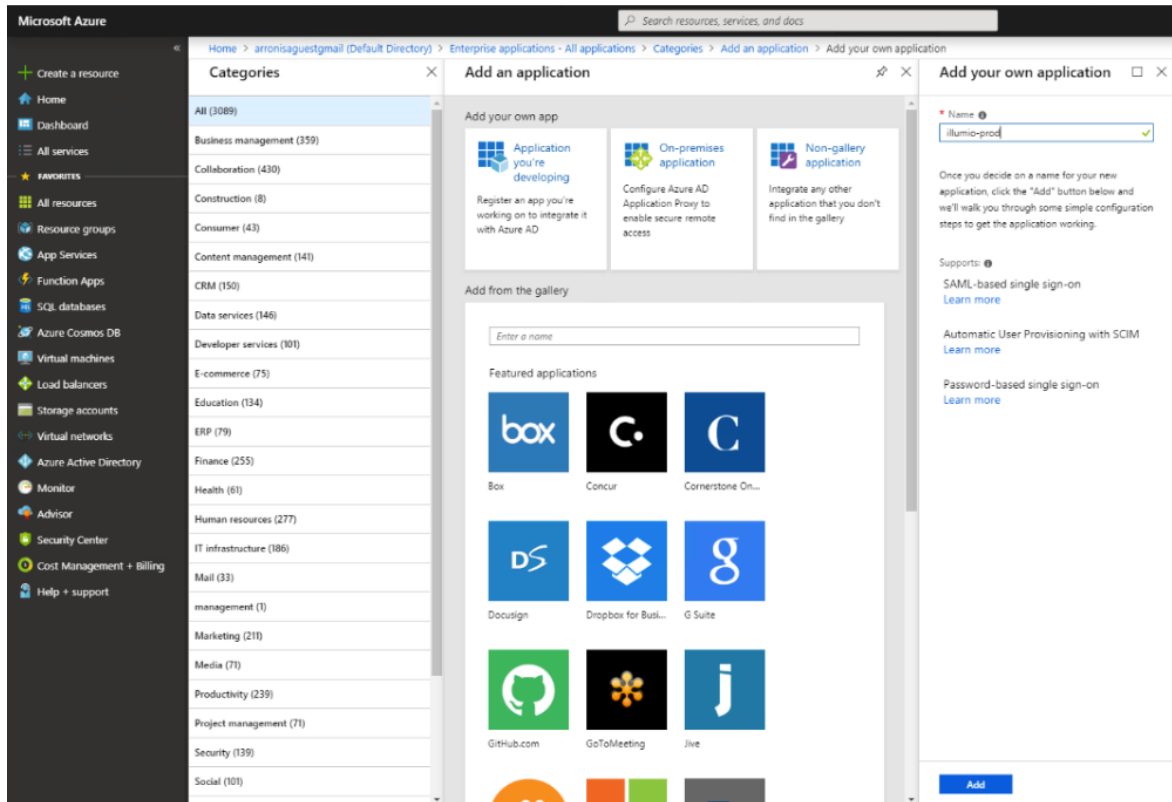 Microsoft Azure
Search resources, services, and docs
«
Home > arronisaguestgmail (Default Directory) > Enterprise applications - All applications > Categories > Add an application > Add your own application
Create a resource
Home
Dashboard
All services
FAVORITES
All resources
Resource groups
App Services
Function Apps
SQL databases
Azure Cosmos DB
Virtual machines
Load balancers
Storage accounts
Virtual networks
Azure Active Directory
Monitor
Advisor
Security Center
Cost Management + Billing
Help + support
Categories
All (3089)
Business management (359)
Collaboration (430)
Construction (8)
Consumer (43)
Content management (141)
CRM (150)
Data services (146)
Developer services (101)
E-commerce (75)
Education (134)
ERP (79)
Finance (255)
Health (61)
Human resources (277)
IT infrastructure (186)
Mail (33)
management (1)
Marketing (211)
Media (71)
Productivity (239)
Project management (71)
Security (139)
Social (101)
Add an application
Add your own app
Application
you're
developing
Register an app you're
working on to integrate it
with Azure AD
On-premises
application
Configure Azure AD
Application Proxy to
enable secure remote
access
Non-gallery
application
Integrate any other
application that you don't
find in the gallery
Add from the gallery
Enter a name
Featured applications
box
Box
C.
Concur
C
Cornerstone On...
DS
Docusign
Dropbox for Busi...
g
G Suite
GitHub.com
GoToMeeting
j
Jive
Add your own application
* Name
illumio-prod
Once you decide on a name for your new
application, click the "Add" button below and
we'll walk you through some simple configuration
steps to get the application working.
Supports:
SAML-based single sign-on
Learn more
Automatic User Provisioning with SCIM
Learn more
Password-based single sign-on
Learn more
Add